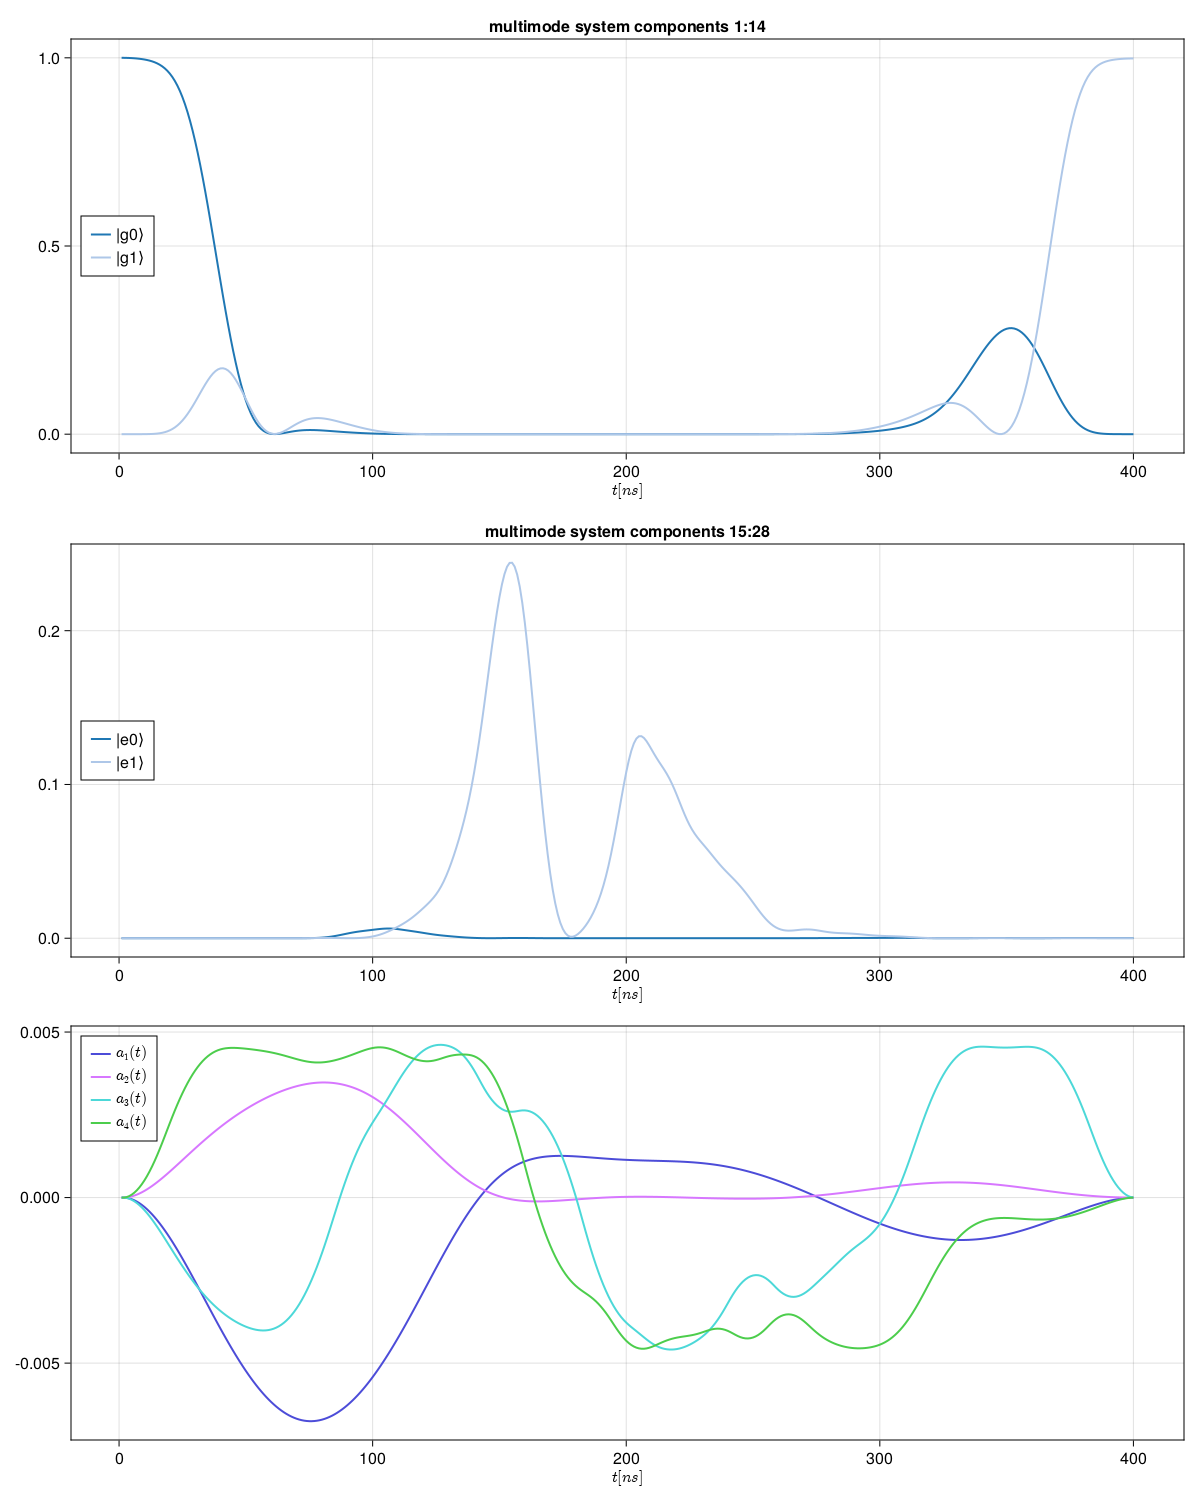 multimode system components 1:14
1.0
0.5
0.0
|g0⟩
|g1⟩
0
100
200
300
400
t[ns]
multimode system components 15:28
0.2
0.1
0.0
|e0⟩
|e1⟩
0
100
200
300
400
t[ns]
0.005
0.000
-0.005
a₁(t)
a₂(t)
a₃(t)
a₄(t)
0
100
200
300
400
t[ns]